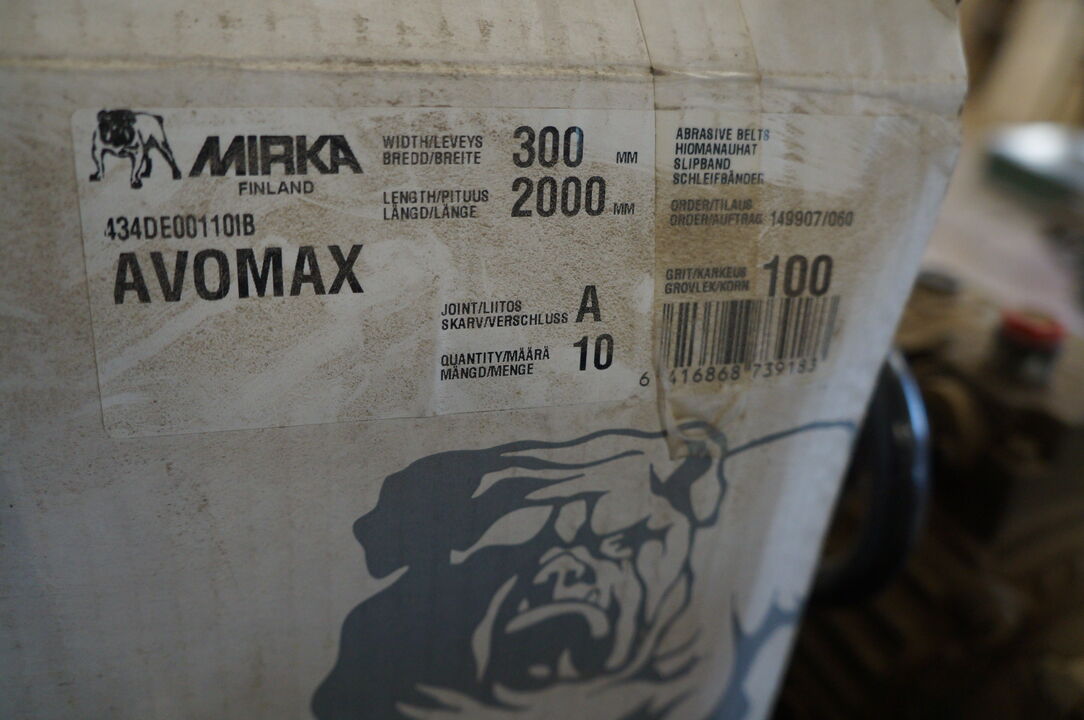 MIRKA
FINLAND
434DE001101IB
AVOMAX
WIDTH/LEVEYS
BREDD/BREITE
300 MM
LENGTH/PITUUS
LÄNGD/LÄNGE
2000 MM
JOINT/LIITOS
SKARV/VERSCHLUSS
A
QUANTITY/MÄÄRÄ
MÄNGD/MENGE
10
ABRASIVE BELTS
HIOMANAUHAT
SLIPBAND
SCHLEIFBÄNDER
ORDER/TILAUS
ORDER/AUFTRAG 149907/060
GRIT/KARKEUS
GROVLEK/KORN
100
6 416868 739183